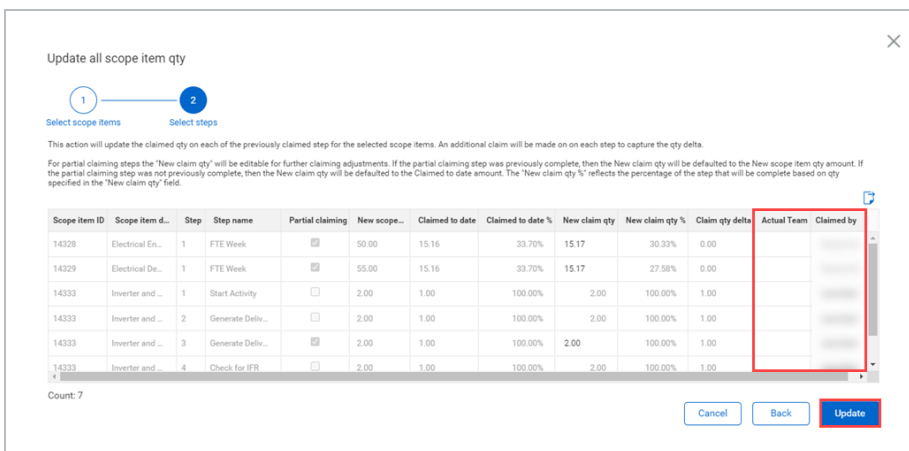 Update all scope item qty
1
2
Select scope items
Select steps
This action will update the claimed qty on each of the previously claimed step for the selected scope items. An additional claim will be made on on each step to capture the qty delta.
For partial claiming steps the "New claim qty" will be editable for further claiming adjustments. If the partial claiming step was previously complete, then the New claim qty will be defaulted to the New scope item qty amount. If
the partial claiming step was not previously complete, then the New claim qty will be defaulted to the Claimed to date amount. The "New claim qty %" reflects the percentage of the step that will be complete based on qty
specified in the "New claim qty" field.
Scope item ID Scope item d... Step Step name Partial claiming New scope... Claimed to date Claimed to date % New claim qty New claim qty % Claim qty delta Actual Team Claimed by
14328 Electrical En... 1 FTE Week 50.00 15.16 33.70% 15.17 30.33% 0.00
14329 Electrical De... 1 FTE Week 55.00 15.16 33.70% 15.17 27.58% 0.00
14333 Inverter and ... 1 Start Activity 2.00 1.00 100.00% 2.00 100.00% 1.00
14333 Inverter and ... 2 Generate Deliv... 2.00 1.00 100.00% 2.00 100.00% 1.00
14333 Inverter and ... 3 Generate Deliv... 2.00 1.00 100.00% 2.00 100.00% 1.00
14333 Inverter and ... 4 Check for IFR 2.00 1.00 100.00% 2.00 100.00% 1.00
Count: 7
Cancel
Back
Update